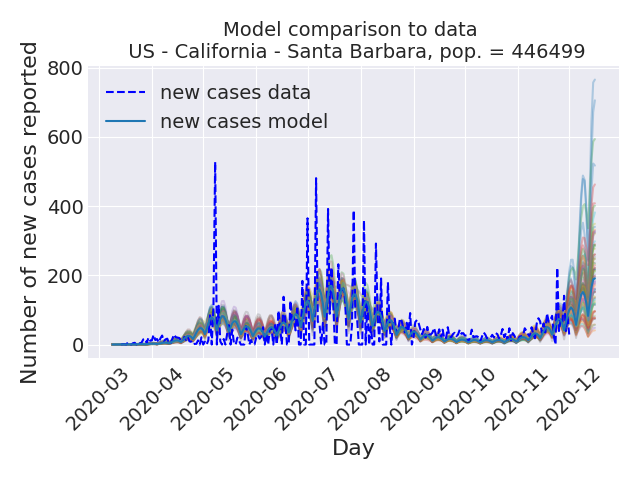 Model comparison to data
US - California - Santa Barbara, pop. = 446499
Number of new cases reported
800
600
400
200
0
new cases data
new cases model
2020-03
2020-04
2020-05
2020-06
2020-07
2020-08
2020-09
2020-10
2020-11
2020-12
Day